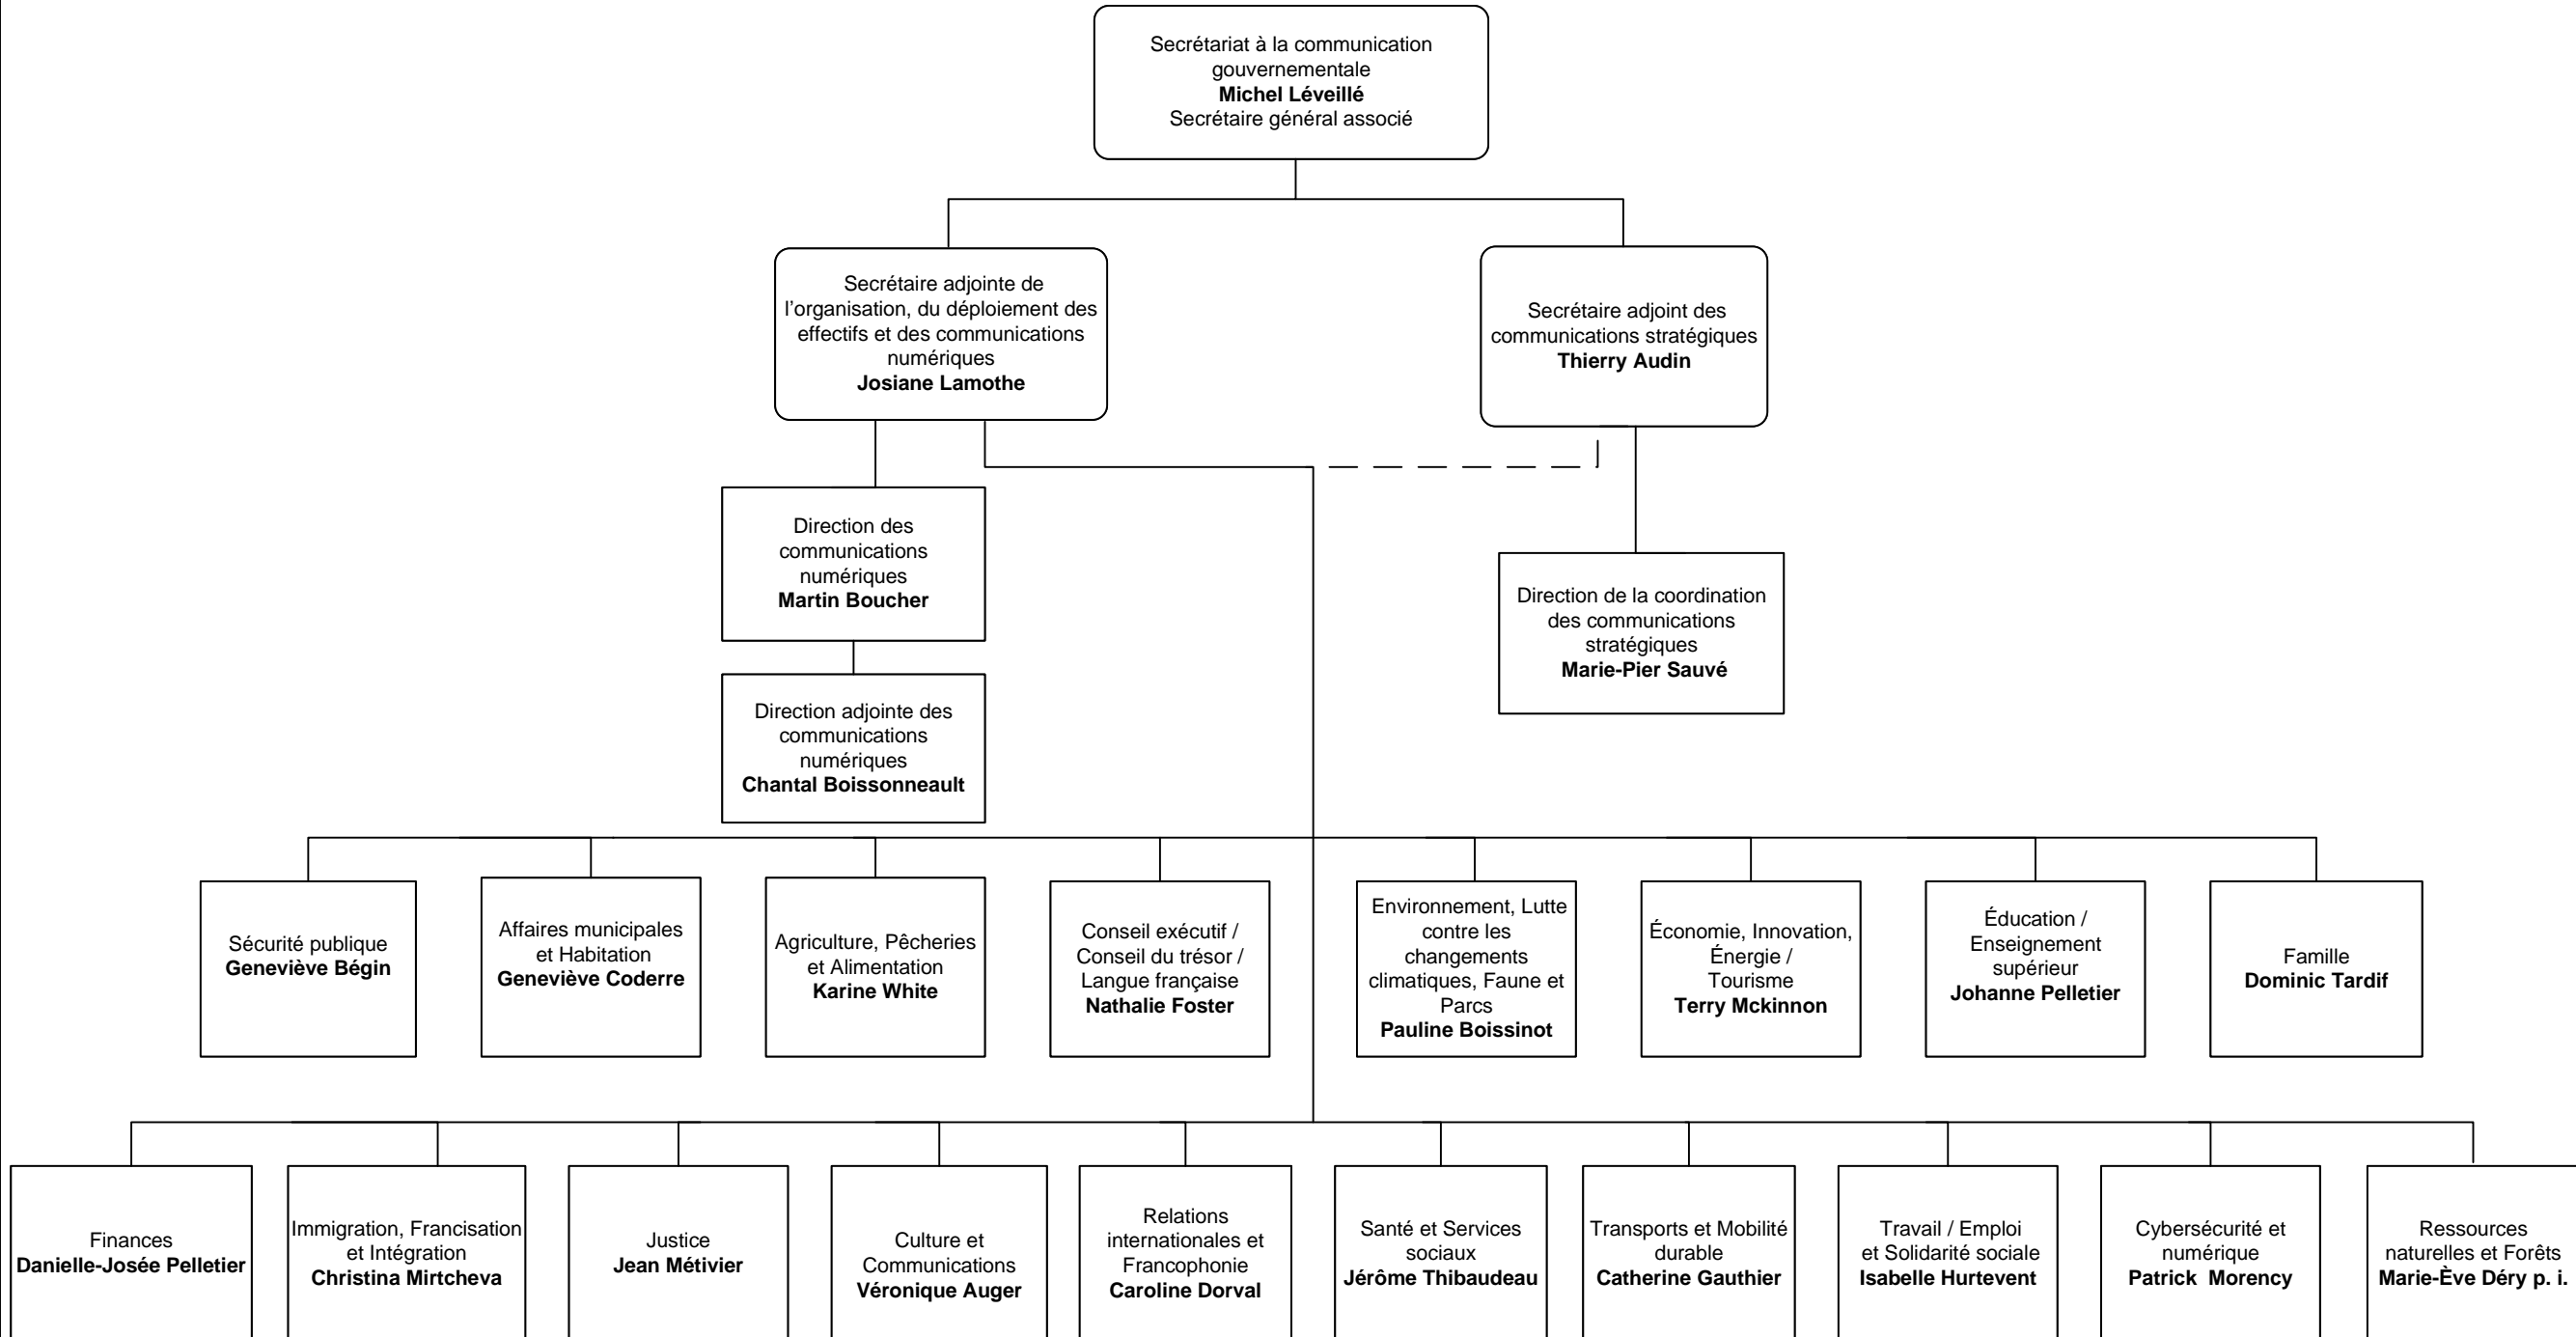 Secrétariat à la communication
gouvernementale
Michel Léveillé
Secrétaire général associé
Secrétaire adjointe de
l’organisation, du déploiement des
effectifs et des communications
numériques
Josiane Lamothe
Secrétaire adjoint des
communications stratégiques
Thierry Audin
Direction des
communications
numériques
Martin Boucher
Direction de la coordination
des communications
stratégiques
Marie-Pier Sauvé
Direction adjointe des
communications
numériques
Chantal Boissonneault
Sécurité publique
Geneviève Bégin
Affaires municipales
et Habitation
Geneviève Coderre
Agriculture, Pêcheries
et Alimentation
Karine White
Conseil exécutif /
Conseil du trésor /
Langue française
Nathalie Foster
Environnement, Lutte
contre les
changements
climatiques, Faune et
Parcs
Pauline Boissinot
Économie, Innovation,
Énergie /
Tourisme
Terry Mckinnon
Éducation /
Enseignement
supérieur
Johanne Pelletier
Famille
Dominic Tardif
Finances
Danielle-Josée Pelletier
Immigration, Francisation
et Intégration
Christina Mirtcheva
Justice
Jean Métivier
Culture et
Communications
Véronique Auger
Relations
internationales et
Francophonie
Caroline Dorval
Santé et Services
sociaux
Jérôme Thibaudeau
Transports et Mobilité
durable
Catherine Gauthier
Travail / Emploi
et Solidarité sociale
Isabelle Hurtevent
Cybersécurité et
numérique
Patrick  Morency
Ressources
naturelles et Forêts
Marie-Ève Déry p. i.